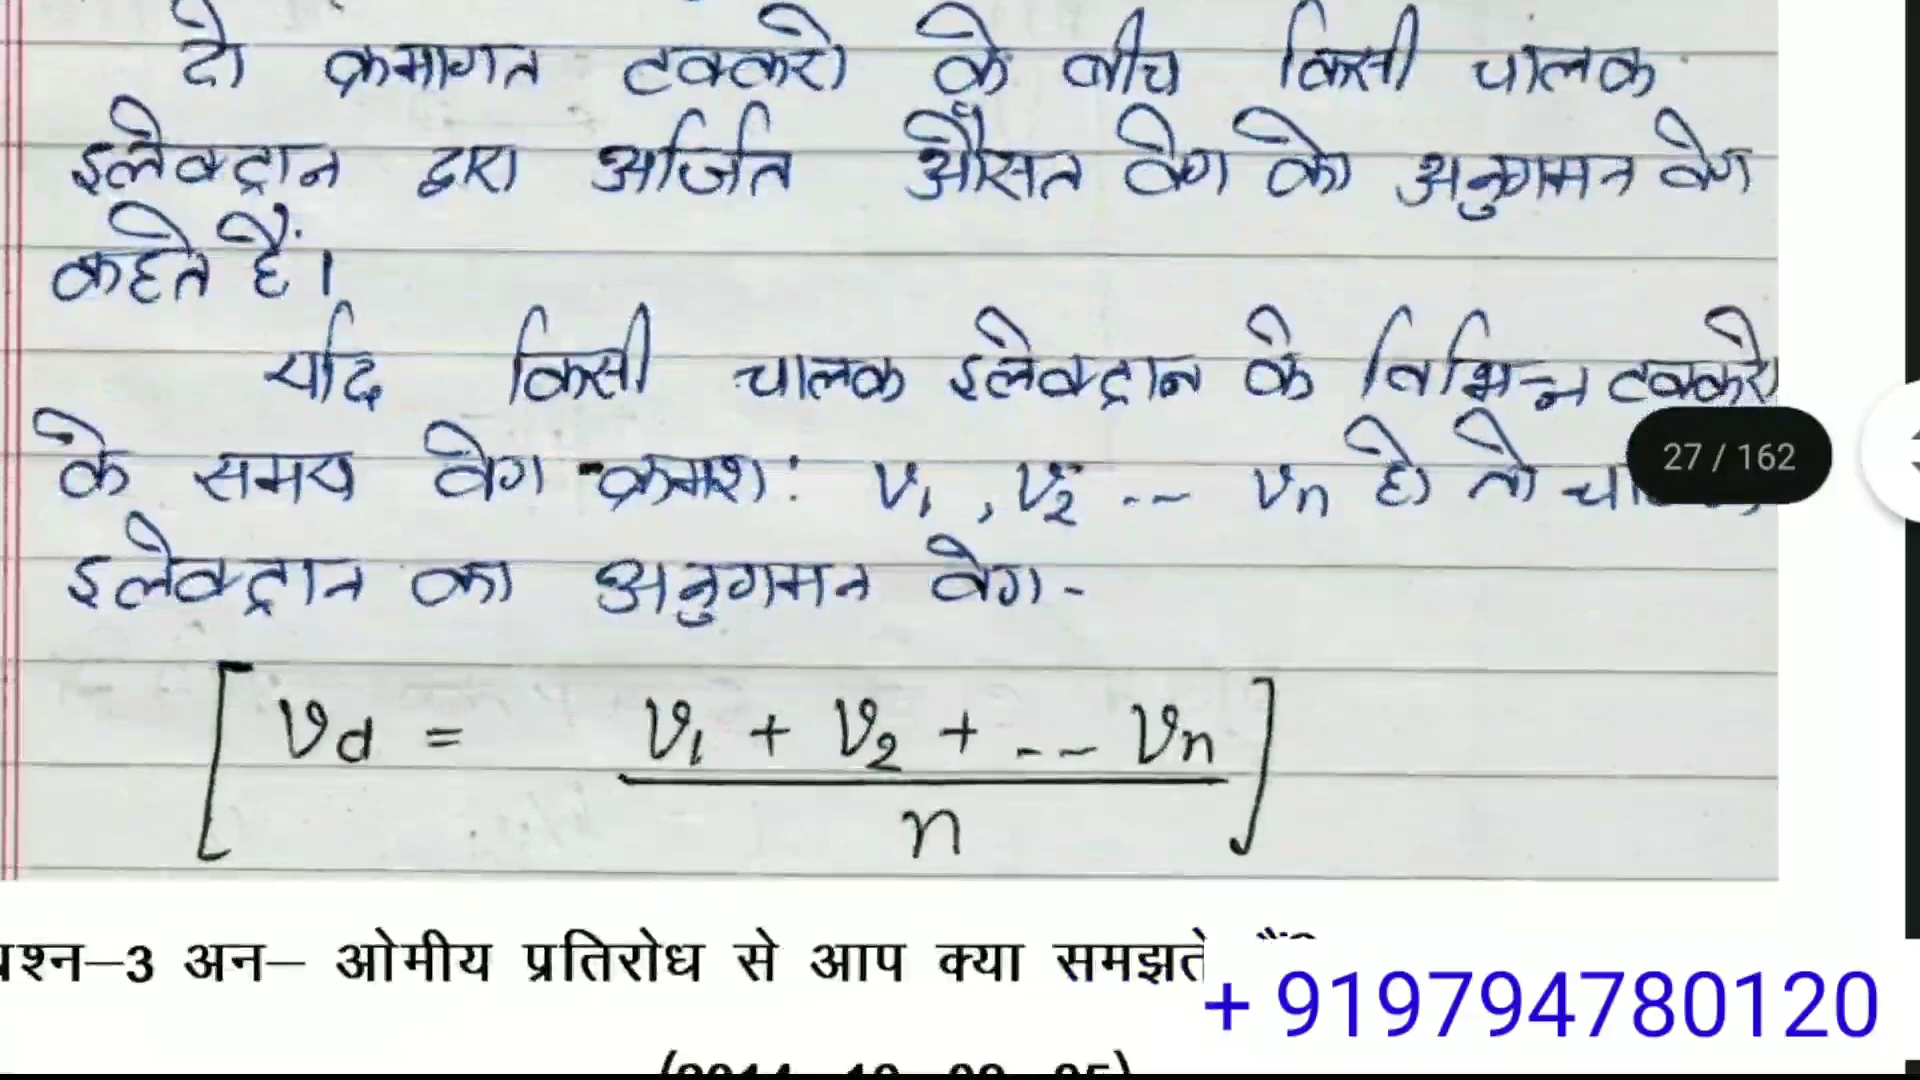 दो क्रमागत टक्करो के बीच किसी चालक
इलेक्ट्रान द्वारा अर्जित औसत वेग को अनुगमन वेग
कहते हैं।
यदि किसी चालक इलेक्ट्रान के विभिन्न टक्करो
के समय वेग क्रमश: v₁ , v₂ -- vn हो तो
27 / 162
इलेक्ट्रान का अनुगमन वेग-
[ vd = (v₁ + v₂ + -- vn) / n ]
प्रश्न–3 अन– ओमीय प्रतिरोध से आप क्या समझते
+ 919794780120